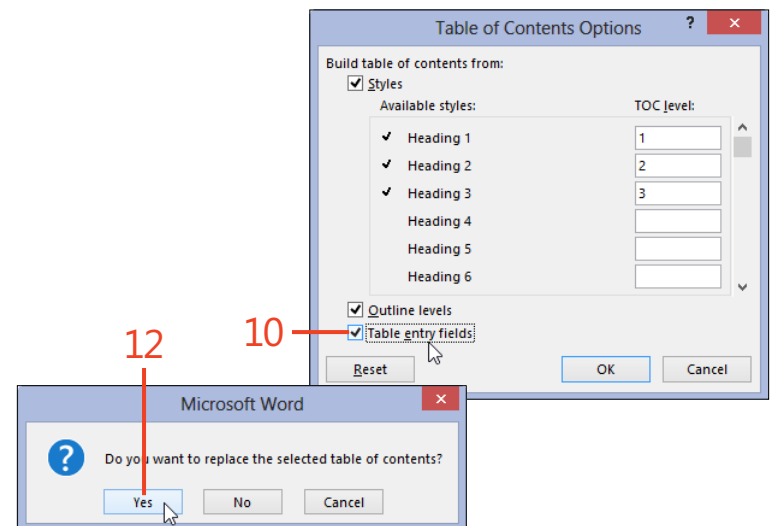 Table of Contents Options ?
Build table of contents from:
Styles
Available styles: TOC level:
Heading 1 1
Heading 2 2
Heading 3 3
Heading 4
Heading 5
Heading 6
Outline levels
10 Table entry fields
Reset OK Cancel
12
Microsoft Word
Do you want to replace the selected table of contents?
Yes No Cancel